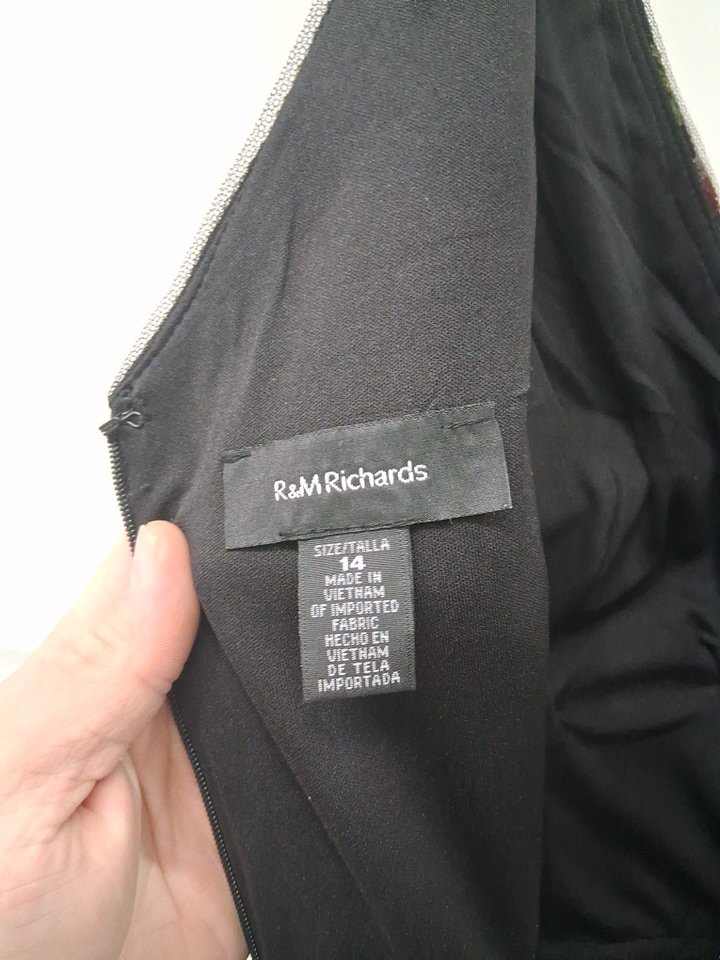 R&M Richards
SIZE/TALLA
14
MADE IN
VIETNAM
OF IMPORTED
FABRIC
HECHO EN
VIETNAM
DE TELA
IMPORTADA